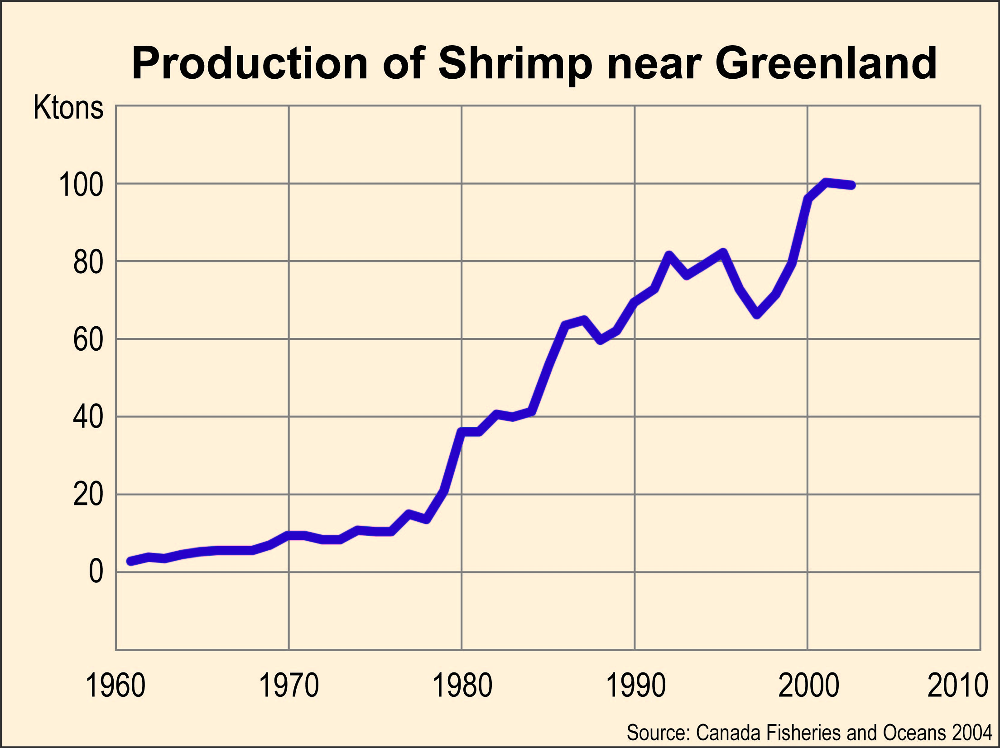 Production of Shrimp near Greenland
Ktons
100
80
60
40
20
0
1960 1970 1980 1990 2000 2010
Source: Canada Fisheries and Oceans 2004